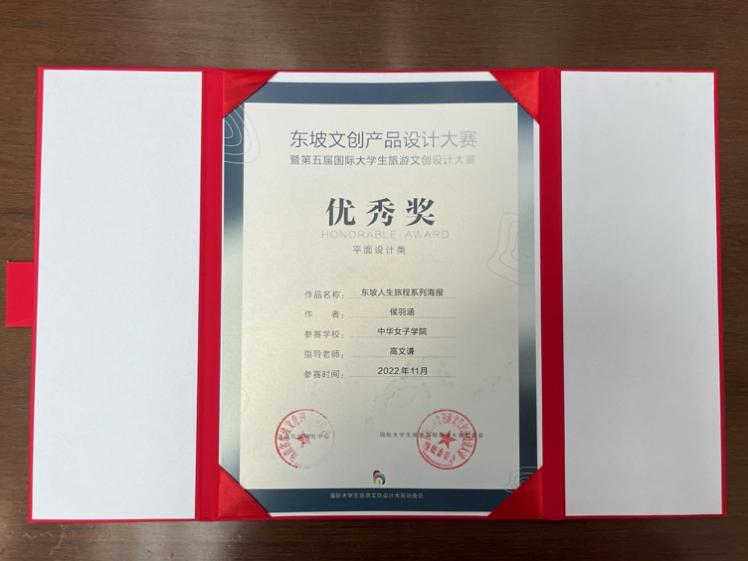 东坡文创产品设计大赛
暨第五届国际大学生旅游文创设计大赛
优秀奖
HONORABLE AWARD
平面设计类
作品名称： 东坡人生旅程系列海报
作 者： 侯羽涵
参赛学校： 中华女子学院
指导老师： 高文谦
参赛时间： 2022年11月
国际大学生旅游文创设计大赛组委会